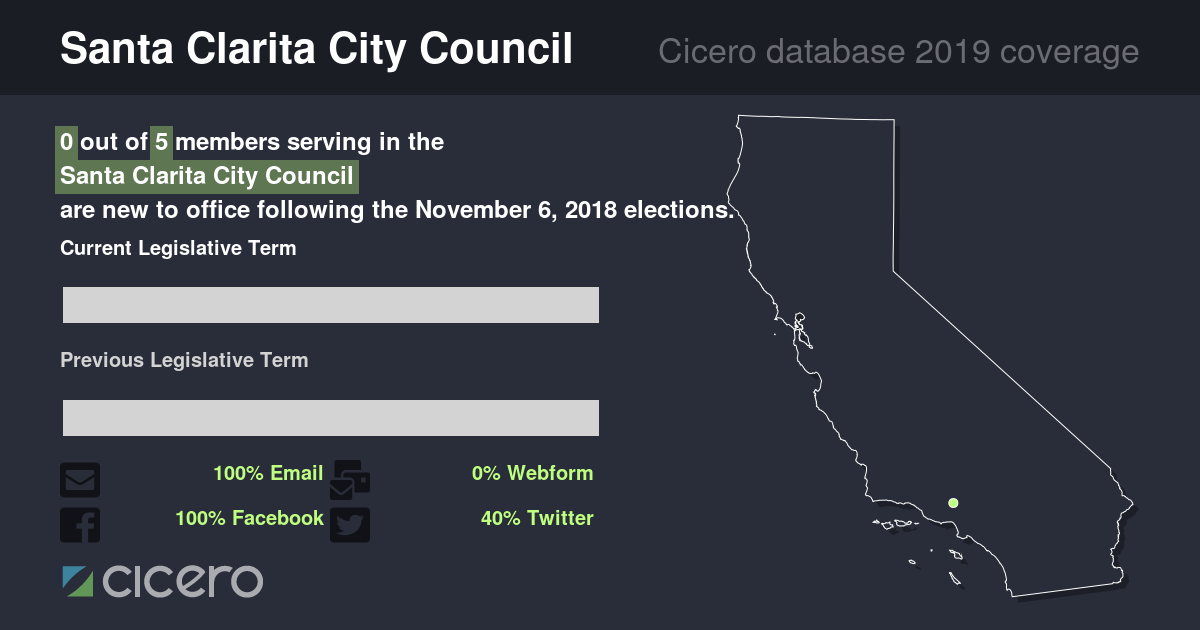 Santa Clarita City Council
Cicero database 2019 coverage
0 out of 5 members serving in the
Santa Clarita City Council
are new to office following the November 6, 2018 elections.
Current Legislative Term
Previous Legislative Term
100% Email
0% Webform
100% Facebook
40% Twitter
cicero